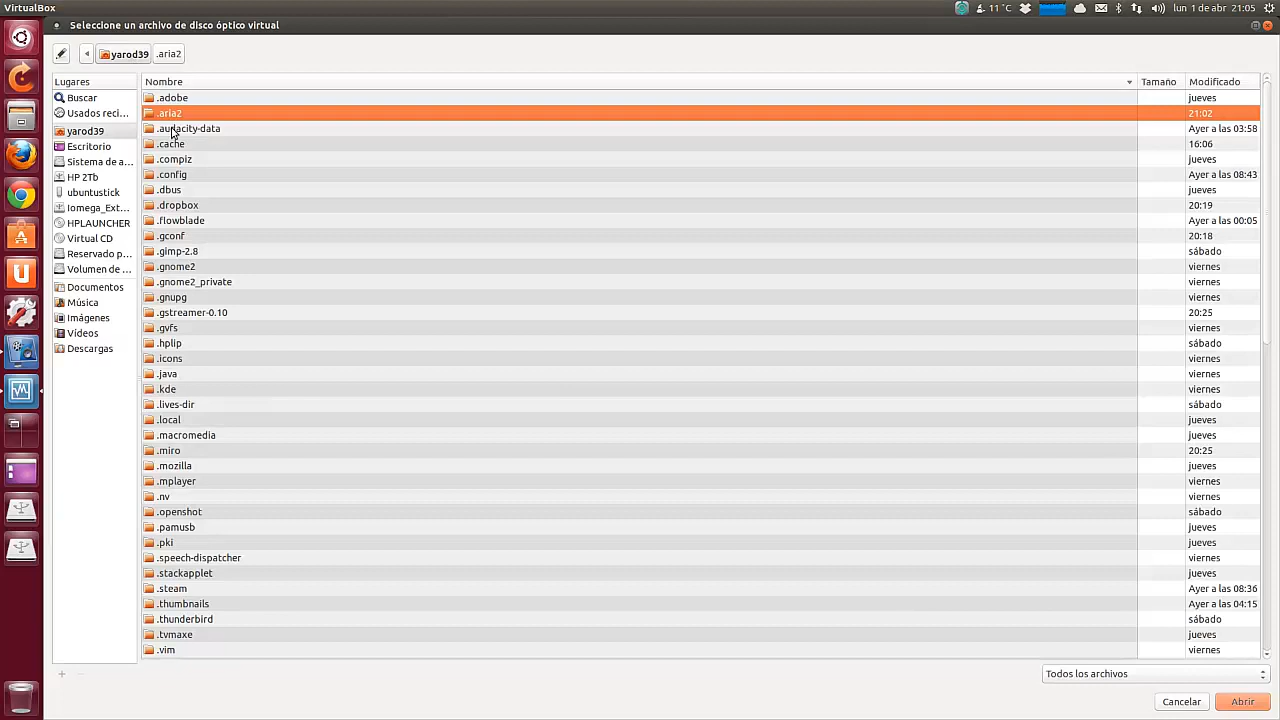 VirtualBox
11 °C
lun 1 de abr 21:05
Seleccione un archivo de disco óptico virtual
yarod39
.aria2
Lugares
Buscar
Usados reci...
yarod39
Escritorio
Sistema de a...
HP 2Tb
ubuntustick
Iomega_Ext...
HPLAUNCHER
Virtual CD
Reservado p...
Volumen de ...
Documentos
Música
Imágenes
Vídeos
Descargas
Nombre Tamaño Modificado
.adobe jueves
.aria2 21:02
.audacity-data Ayer a las 03:58
.cache 16:06
.compiz jueves
.config Ayer a las 08:43
.dbus jueves
.dropbox 20:19
.flowblade Ayer a las 00:05
.gconf 20:18
.gimp-2.8 sábado
.gnome2 viernes
.gnome2_private viernes
.gnupg viernes
.gstreamer-0.10 20:25
.gvfs viernes
.hplip sábado
.icons viernes
.java viernes
.kde viernes
.lives-dir sábado
.local jueves
.macromedia jueves
.miro 20:25
.mozilla jueves
.mplayer viernes
.nv viernes
.openshot sábado
.pamusb jueves
.pki jueves
.speech-dispatcher viernes
.stackapplet jueves
.steam Ayer a las 08:36
.thumbnails Ayer a las 04:15
.thunderbird sábado
.tvmaxe jueves
.vim viernes
Todos los archivos
Cancelar
Abrir